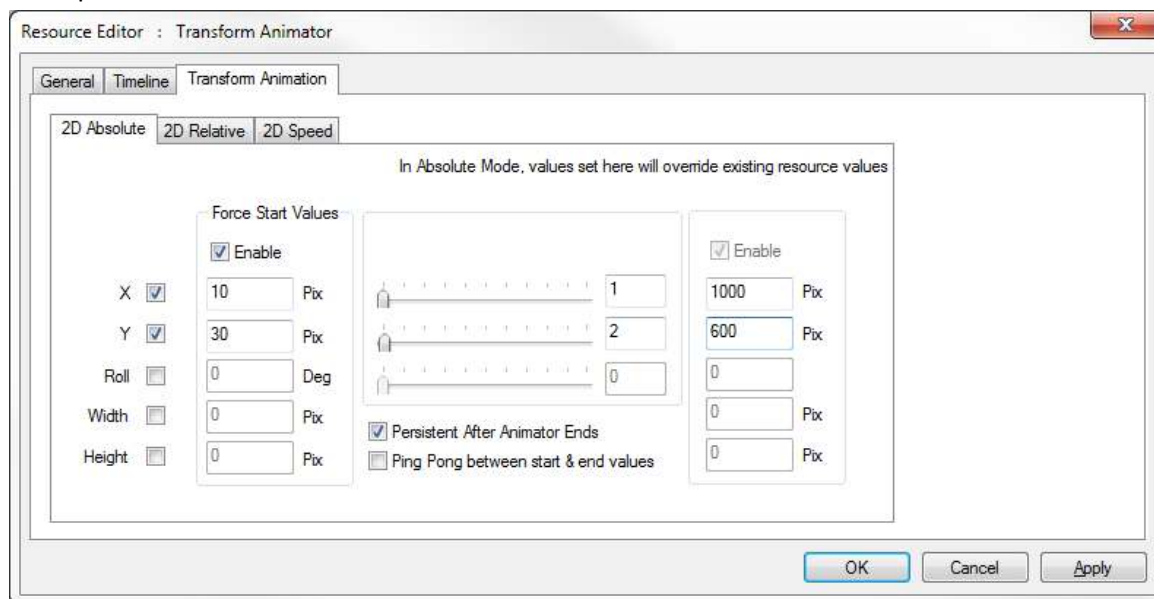 Resource Editor : Transform Animator
General Timeline Transform Animation
2D Absolute 2D Relative 2D Speed
In Absolute Mode, values set here will override existing resource values
Force Start Values
Enable Enable
X 10 Pix 1 1000 Pix
Y 30 Pix 2 600 Pix
Roll 0 Deg 0 0
Width 0 Pix 0 Pix
Persistent After Animator Ends
Height 0 Pix 0 Pix
Ping Pong between start & end values
OK Cancel Apply